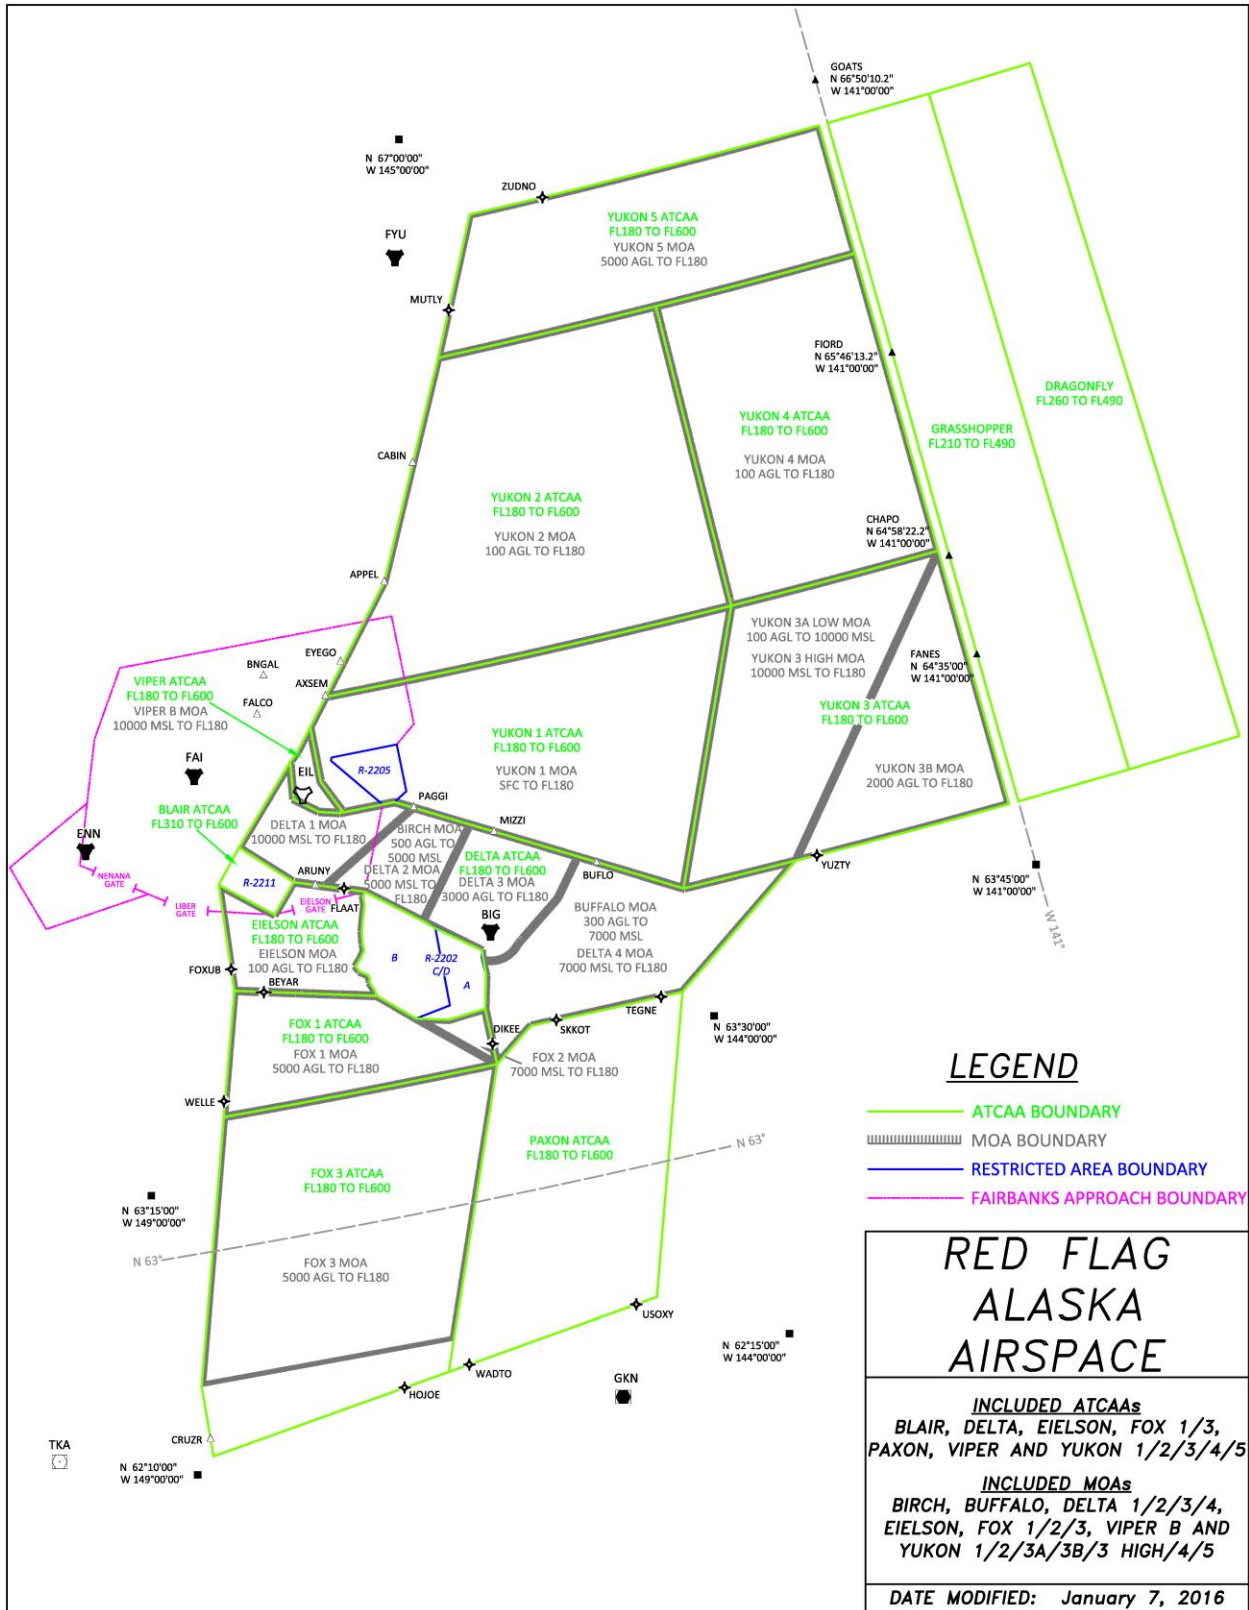 GOATS
N 66°50'10.2"
W 141°00'00"
N 67°00'00"
W 145°00'00"
ZUDNO
FYU
YUKON 5 ATCAA
FL180 TO FL600
YUKON 5 MOA
5000 AGL TO FL180
MUTLY
FIORD
N 65°46'13.2"
W 141°00'00"
DRAGONFLY
FL260 TO FL490
YUKON 4 ATCAA
FL180 TO FL600
YUKON 4 MOA
100 AGL TO FL180
GRASSHOPPER
FL210 TO FL490
CABIN
YUKON 2 ATCAA
FL180 TO FL600
YUKON 2 MOA
100 AGL TO FL180
CHAPO
N 64°58'22.2"
W 141°00'00"
APPEL
YUKON 3A LOW MOA
100 AGL TO 10000 MSL
YUKON 3 HIGH MOA
10000 MSL TO FL180
FANES
N 64°35'00"
W 141°00'00"
EYEGO
BNGAL
AXSEM
FALCO
VIPER ATCAA
FL180 TO FL600
VIPER B MOA
10000 MSL TO FL180
YUKON 3 ATCAA
FL180 TO FL600
YUKON 1 ATCAA
FL180 TO FL600
YUKON 1 MOA
SFC TO FL180
FAI
EIL
R-2205
YUKON 3B MOA
2000 AGL TO FL180
PAGGI
BLAIR ATCAA
FL310 TO FL600
DELTA 1 MOA
10000 MSL TO FL180
BIRCH MOA
500 AGL TO
5000 MSL
DELTA 2 MOA
5000 MSL TO
FL180
MIZZI
DELTA ATCAA
FL180 TO FL600
DELTA 3 MOA
3000 AGL TO FL180
BUFLO
YUZTY
ENN
NENANA
GATE
R-2211
ARUNY
FLAAT
EIELSON
GATE
LIBER
GATE
N 63°45'00"
W 141°00'00"
W 141°
BIG
BUFFALO MOA
300 AGL TO
7000 MSL
DELTA 4 MOA
7000 MSL TO FL180
EIELSON ATCAA
FL180 TO FL600
EIELSON MOA
100 AGL TO FL180
B
R-2202
C/D
A
FOXUB
BEYAR
TEGNE
SKKOT
DIKEE
FOX 1 ATCAA
FL180 TO FL600
FOX 1 MOA
5000 AGL TO FL180
FOX 2 MOA
7000 MSL TO FL180
N 63°30'00"
W 144°00'00"
WELLE
PAXON ATCAA
FL180 TO FL600
N 63°
FOX 3 ATCAA
FL180 TO FL600
N 63°15'00"
W 149°00'00"
N 63°
FOX 3 MOA
5000 AGL TO FL180
USOXY
N 62°15'00"
W 144°00'00"
WADTO
HOJOE
GKN
CRUZR
TKA
N 62°10'00"
W 149°00'00"
LEGEND
ATCAA BOUNDARY
MOA BOUNDARY
RESTRICTED AREA BOUNDARY
FAIRBANKS APPROACH BOUNDARY
RED FLAG
ALASKA
AIRSPACE
INCLUDED ATCAAs
BLAIR, DELTA, EIELSON, FOX 1/3,
PAXON, VIPER AND YUKON 1/2/3/4/5
INCLUDED MOAs
BIRCH, BUFFALO, DELTA 1/2/3/4,
EIELSON, FOX 1/2/3, VIPER B AND
YUKON 1/2/3A/3B/3 HIGH/4/5
DATE MODIFIED: January 7, 2016